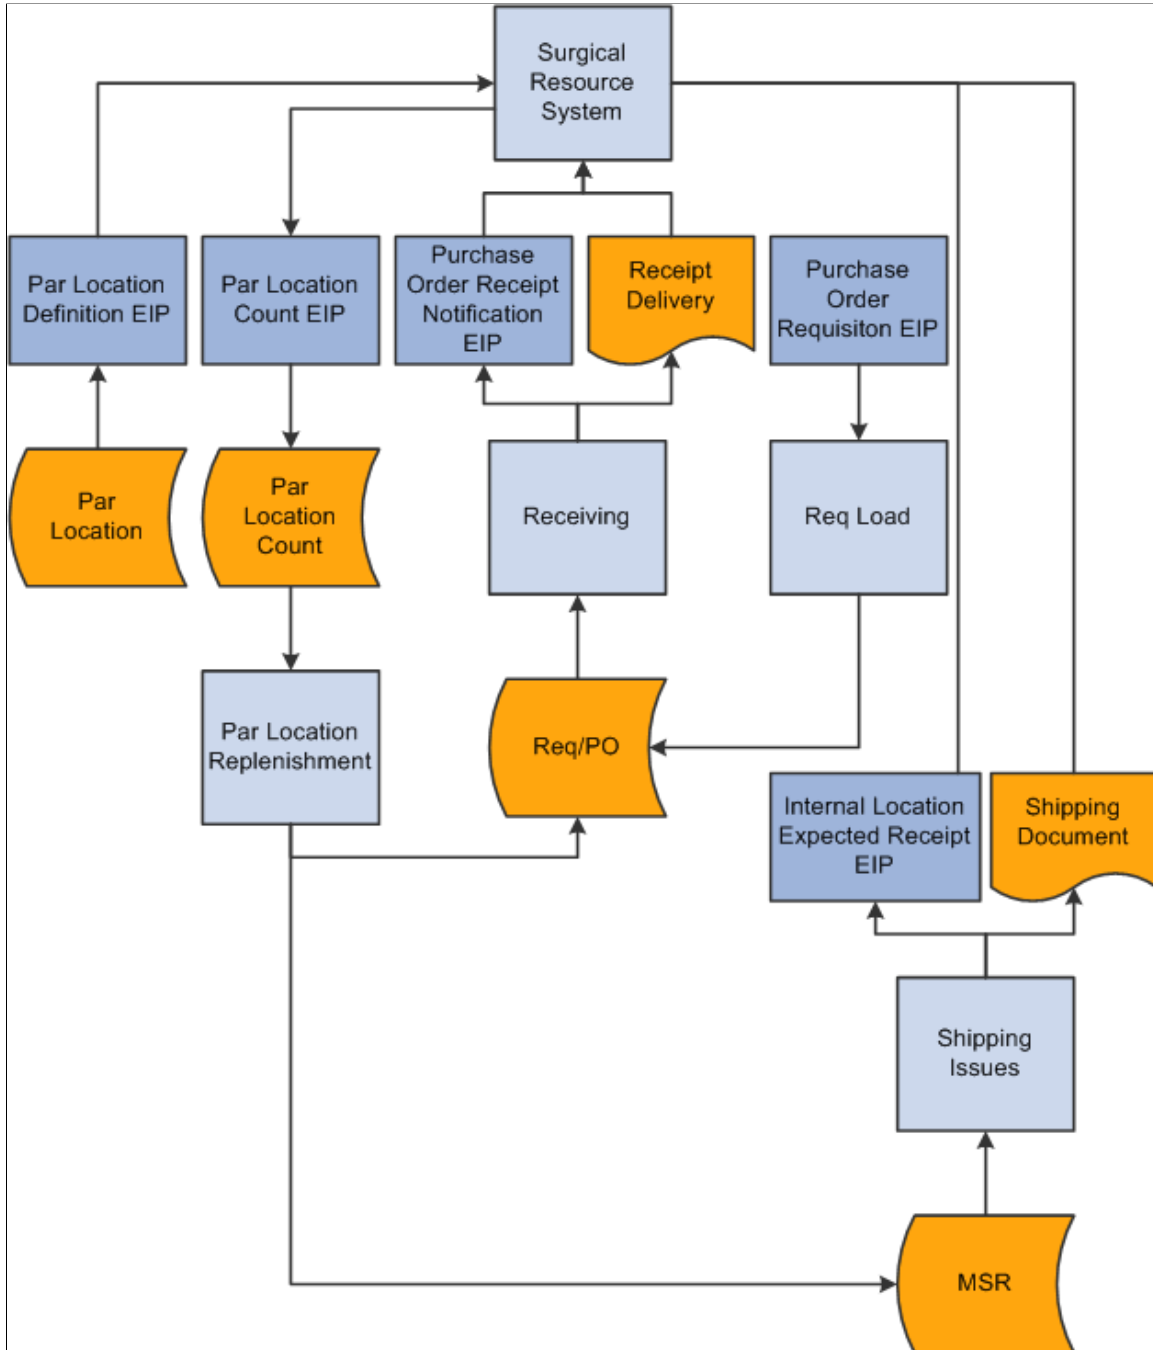 Surgical
Resource
System
Par Location
Definition EIP
Par Location
Count EIP
Purchase
Order Receipt
Notification
EIP
Receipt
Delivery
Purchase
Order
Requisiton EIP
Par
Location
Par
Location
Count
Receiving
Req Load
Par Location
Replenishment
Req/PO
Internal Location
Expected Receipt
EIP
Shipping
Document
Shipping
Issues
MSR